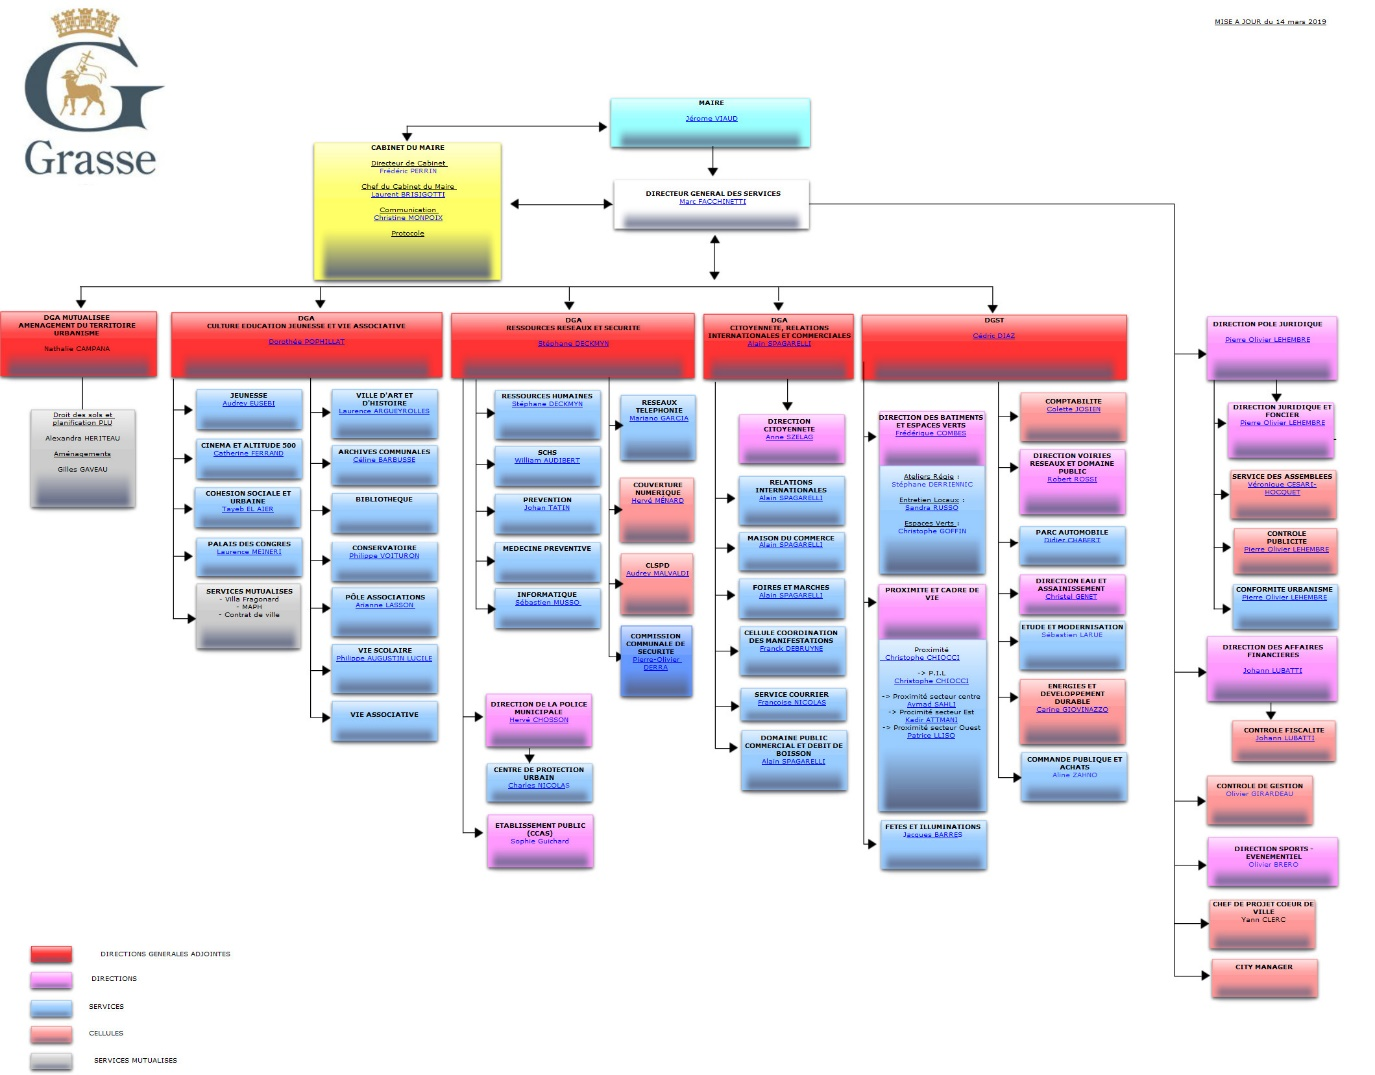 MISE A JOUR du 14 mars 2019
Grasse
MAIRE
Jérome VIAUD
CABINET DU MAIRE
Directeur de Cabinet
Frédéric PERRIN
Chef du Cabinet du Maire
Laurent BRISIGOTTI
Communication
Christine MONPOIX
Protocole
DIRECTEUR GENERAL DES SERVICES
Marc FACCHINETTI
DGA MUTUALISEE
AMENAGEMENT DU TERRITOIRE
URBANISME
Nathalie CAMPANA
Droit des sols et
planification PLU
Alexandra HERITEAU
Aménagements
Gilles GAVEAU
DGA
CULTURE EDUCATION JEUNESSE ET VIE ASSOCIATIVE
Dorothée POPHILLAT
JEUNESSE
Audrey EUSEBI
CINEMA ET ALTITUDE 500
Catherine FERRAND
COHESION SOCIALE ET
URBAINE
Tayeb EL AIER
PALAIS DES CONGRES
Laurence MEINERI
SERVICES MUTUALISES
- Villa Fragonard
- MAPH
- Contrat de ville
VILLE D'ART ET
D'HISTOIRE
Laurence ARGUEYROLLES
ARCHIVES COMMUNALES
Céline BARBUSSE
BIBLIOTHEQUE
CONSERVATOIRE
Philippe VOITURON
PÔLE ASSOCIATIONS
Arianne LASSON
VIE SCOLAIRE
Philippe AUGUSTIN LUCILE
VIE ASSOCIATIVE
DGA
RESSOURCES RESEAUX ET SECURITE
Stéphane DECKMYN
RESSOURCES HUMAINES
Stéphane DECKMYN
SCHS
William AUDIBERT
PREVENTION
Johan TATIN
MEDECINE PREVENTIVE
INFORMATIQUE
Sébastien MUSSO
RESEAUX
TELEPHONIE
Mariano GARCIA
COUVERTURE
NUMERIQUE
Hervé MÉNARD
CLSPD
Audrey MALVALDI
COMMISSION
COMMUNALE DE
SECURITE
Pierre-Olivier
DERRA
DIRECTION DE LA POLICE
MUNICIPALE
Hervé CHOSSON
CENTRE DE PROTECTION
URBAIN
Charles NICOLAS
ETABLISSEMENT PUBLIC
(CCAS)
Sophie Guichard
DGA
CITOYENNETE, RELATIONS
INTERNATIONALES ET COMMERCIALES
Alain SPAGARELLI
DIRECTION
CITOYENNETE
Anne SZELAG
RELATIONS
INTERNATIONALES
Alain SPAGARELLI
MAISON DU COMMERCE
Alain SPAGARELLI
FOIRES ET MARCHES
Alain SPAGARELLI
CELLULE COORDINATION
DES MANIFESTATIONS
Franck DEBRUYNE
SERVICE COURRIER
Francoise NICOLAS
DOMAINE PUBLIC
COMMERCIAL ET DEBIT DE
BOISSON
Alain SPAGARELLI
DGST
Cédric DIAZ
DIRECTION DES BATIMENTS
ET ESPACES VERTS
Frédérique COMBES
Ateliers Régie :
Stéphane DERRIENNIC
Entretien Locaux :
Sandra RUSSO
Espaces Verts :
Christophe GOFFIN
PROXIMITE ET CADRE DE
VIE
Proximité
Christophe CHIOCCI
-> P.I.L
Christophe CHIOCCI
-> Proximité secteur centre
Aymad SAHLI
-> Procimité secteur Est
Kadir ATTMANI
-> Proximité secteur Ouest
Patrice LLISO
FETES ET ILLUMINATIONS
Jacques BARRES
COMPTABILITE
Colette JOSIEN
DIRECTION VOIRIES
RESEAUX ET DOMAINE
PUBLIC
Robert ROSSI
PARC AUTOMOBILE
Didier CHABERT
DIRECTION EAU ET
ASSAINISSEMENT
Christel GENET
ETUDE ET MODERNISATION
Sébastien LARUE
ENERGIES ET
DEVELOPPEMENT
DURABLE
Carine GIOVINAZZO
COMMANDE PUBLIQUE ET
ACHATS
Aline ZAHNO
DIRECTION POLE JURIDIQUE
Pierre Olivier LEHEMBRE
DIRECTION JURIDIQUE ET
FONCIER
Pierre Olivier LEHEMBRE
SERVICE DES ASSEMBLEES
Véronique CESARI-
HOCQUET
CONTROLE
PUBLICITE
Pierre Olivier LEHEMBRE
CONFORMITE URBANISME
Pierre Olivier LEHEMBRE
DIRECTION DES AFFAIRES
FINANCIERES
Johann LUBATTI
CONTROLE FISCALITE
Johann LUBATTI
CONTROLE DE GESTION
Olivier GIRARDEAU
DIRECTION SPORTS -
EVENEMENTIEL
Olivier BRERO
CHEF DE PROJET COEUR DE
VILLE
Yann CLERC
CITY MANAGER
DIRECTIONS GENERALES ADJOINTES
DIRECTIONS
SERVICES
CELLULES
SERVICES MUTUALISES